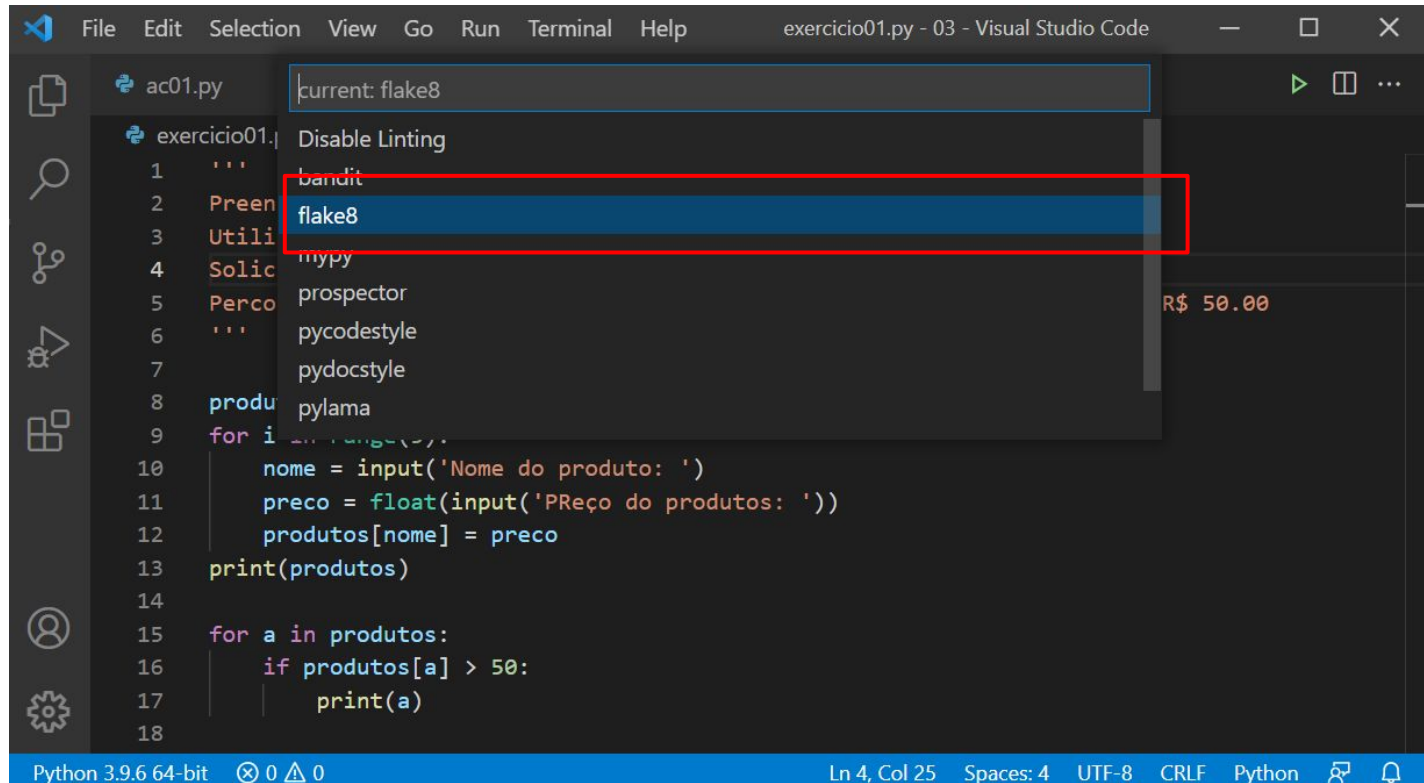 File Edit Selection View Go Run Terminal Help exercicio01.py - 03 - Visual Studio Code
ac01.py
current: flake8
exercicio01.
Disable Linting
bandit
flake8
mypy
prospector
pycodestyle
pydocstyle
pylama
1 '''
2 Preen
3 Utili
4 Solic
5 Perco R$ 50.00
6 '''
7
8 produ
9 for i in range(5):
10 nome = input('Nome do produto: ')
11 preco = float(input('PReço do produtos: '))
12 produtos[nome] = preco
13 print(produtos)
14
15 for a in produtos:
16 if produtos[a] > 50:
17 print(a)
18
Python 3.9.6 64-bit 0 0 Ln 4, Col 25 Spaces: 4 UTF-8 CRLF Python